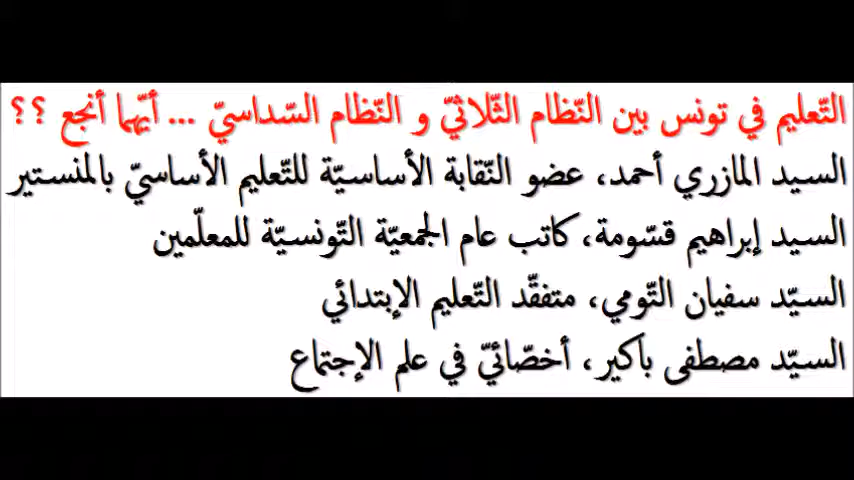 التّعليم في تونس بين النّظام الثّلاثيّ و النّظام السّداسيّ ... أيّهما أنجع ؟؟
السيد المازري أحمد، عضو النّقابة الأساسيّة للتّعليم الأساسيّ بالمنستير
السيد إبراهيم قسّومة، كاتب عام الجمعيّة التّونسيّة للمعلّمين
السيّد سفيان التّومي، متفقّد التّعليم الإبتدائي
السيّد مصطفى باكير، أخصّائيّ في علم الإجتماع